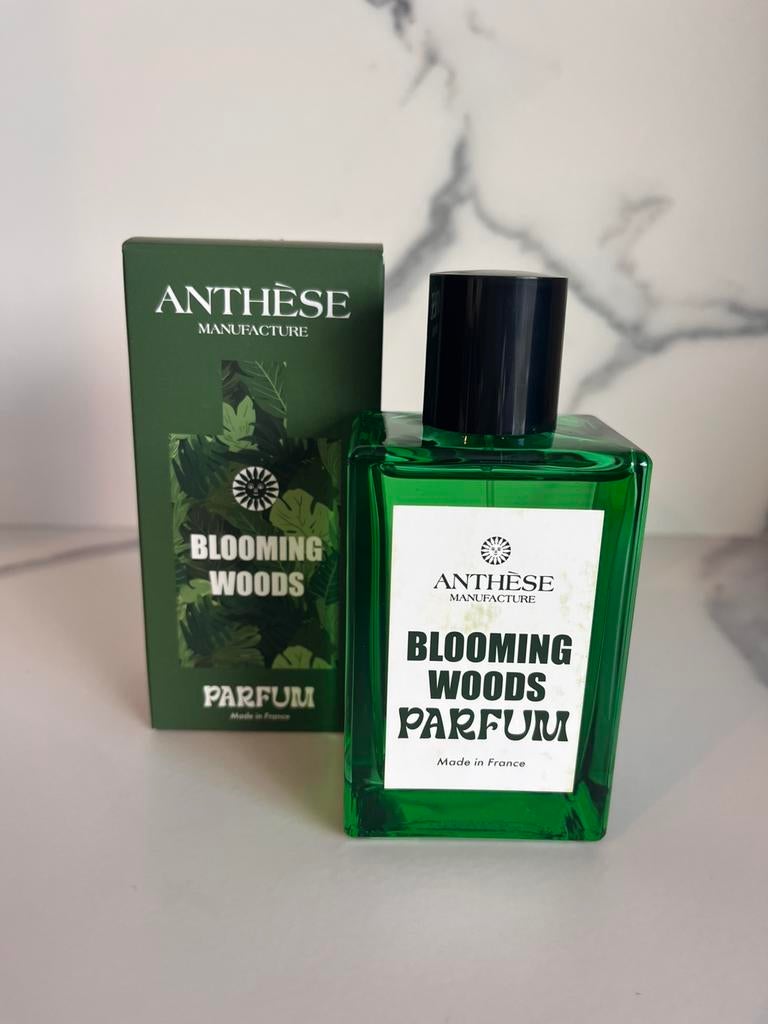 ANTHÈSE
MANUFACTURE
BLOOMING
WOODS
PARFUM
Made in France
ANTHÈSE
MANUFACTURE
BLOOMING
WOODS
PARFUM
Made in France